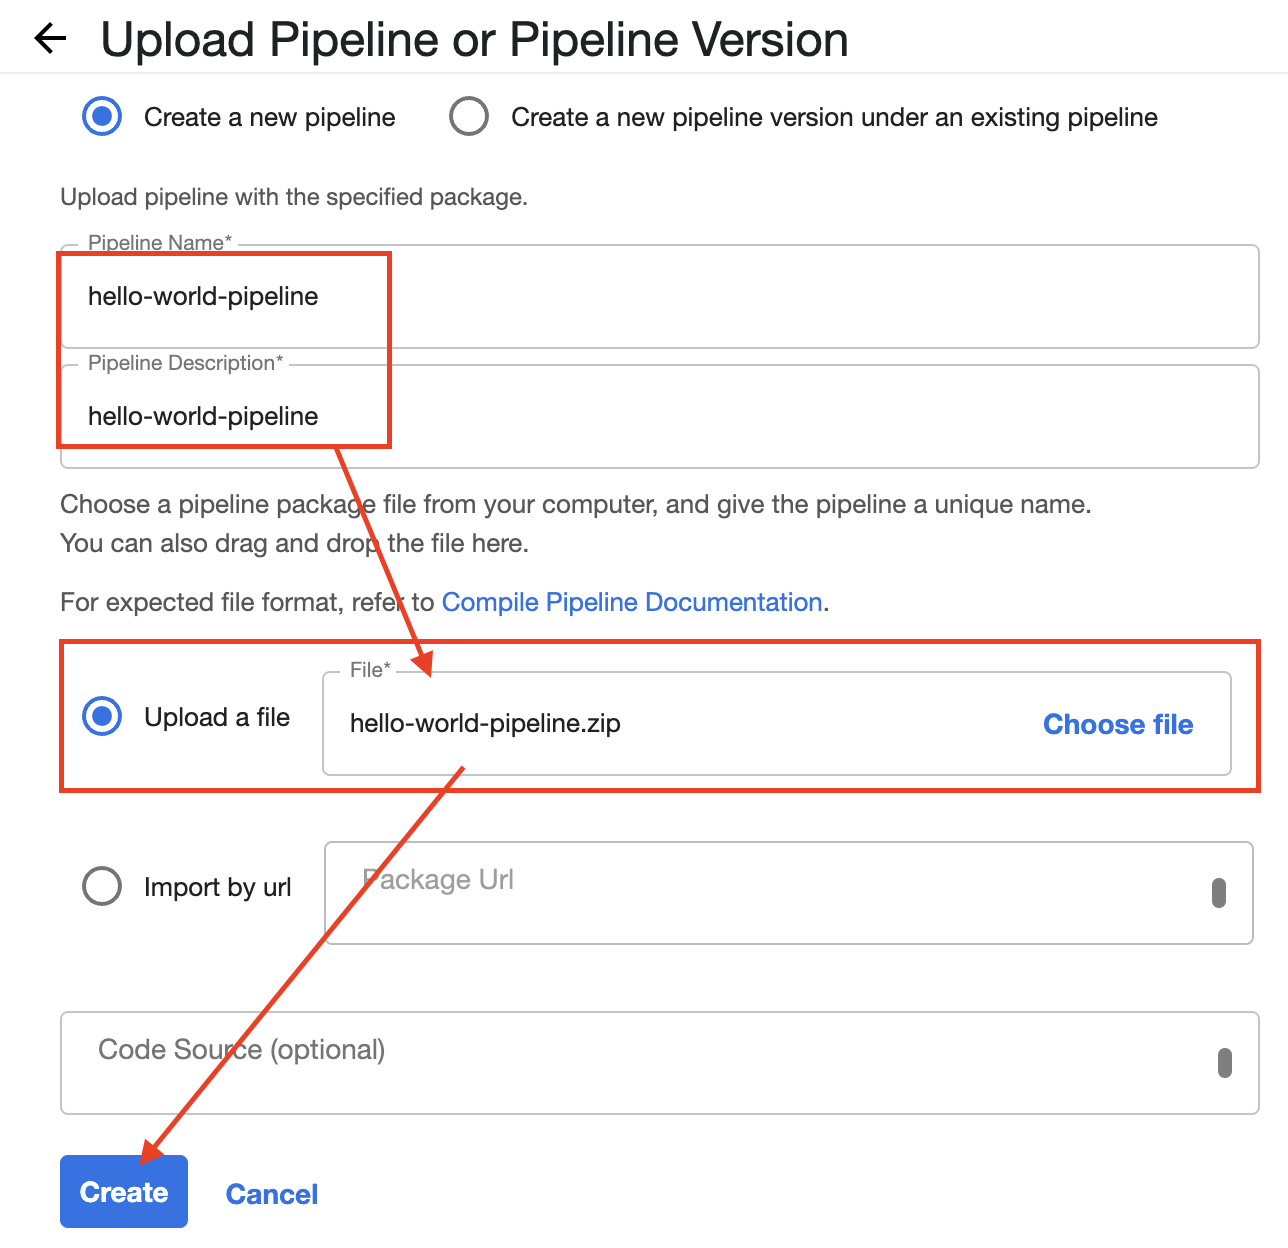 Upload Pipeline or Pipeline Version
Create a new pipeline
Create a new pipeline version under an existing pipeline
Upload pipeline with the specified package.
Pipeline Name*
hello-world-pipeline
Pipeline Description*
hello-world-pipeline
Choose a pipeline package file from your computer, and give the pipeline a unique name.
You can also drag and drop the file here.
For expected file format, refer to Compile Pipeline Documentation.
File*
Upload a file
hello-world-pipeline.zip
Choose file
Import by url
Package Url
Code Source (optional)
Create
Cancel